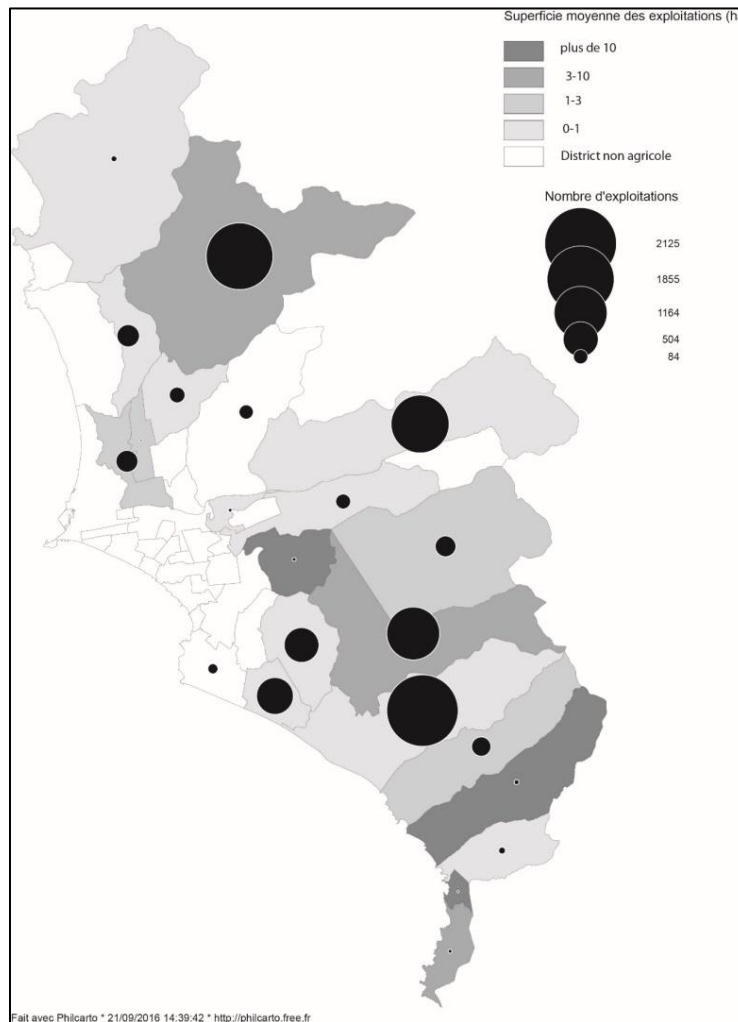 Superficie moyenne des exploitations (h
plus de 10
3-10
1-3
0-1
District non agricole
Nombre d'exploitations
2125
1855
1164
504
84
Fait avec Philcarto * 21/09/2016 14:39:42 * http://philcarto.free.fr